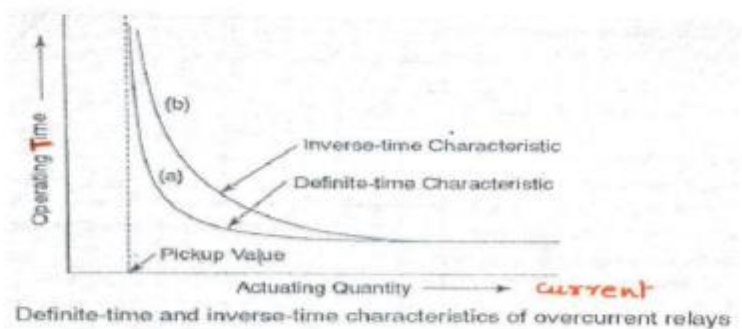 Operating Time
(b)
Inverse-time Characteristic
Definite-time Characteristic
(a)
Pickup Value
Actuating Quantity
current
Definite-time and inverse-time characteristics of overcurrent relays